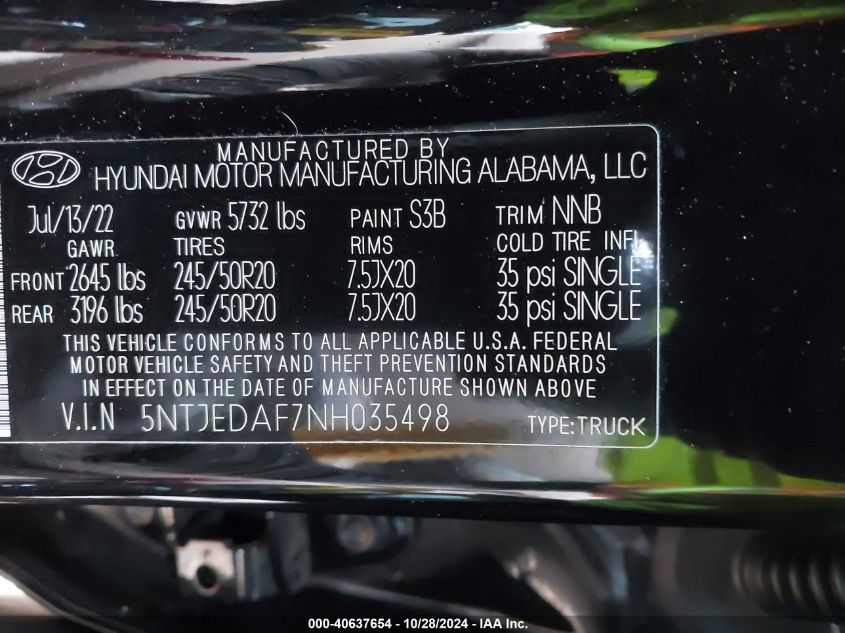 MANUFACTURED BY
HYUNDAI MOTOR MANUFACTURING ALABAMA, LLC
Jul/13/22 GVWR 5732 lbs PAINT S3B TRIM NNB
GAWR TIRES RIMS COLD TIRE INFL
FRONT 2645 lbs 245/50R20 7.5JX20 35 psi SINGLE
REAR 3196 lbs 245/50R20 7.5JX20 35 psi SINGLE
THIS VEHICLE CONFORMS TO ALL APPLICABLE U.S.A. FEDERAL
MOTOR VEHICLE SAFETY AND THEFT PREVENTION STANDARDS
IN EFFECT ON THE DATE OF MANUFACTURE SHOWN ABOVE
V.I.N 5NTJEDAF7NH035498 TYPE:TRUCK
000-40637654 - 10/28/2024 - IAA Inc.